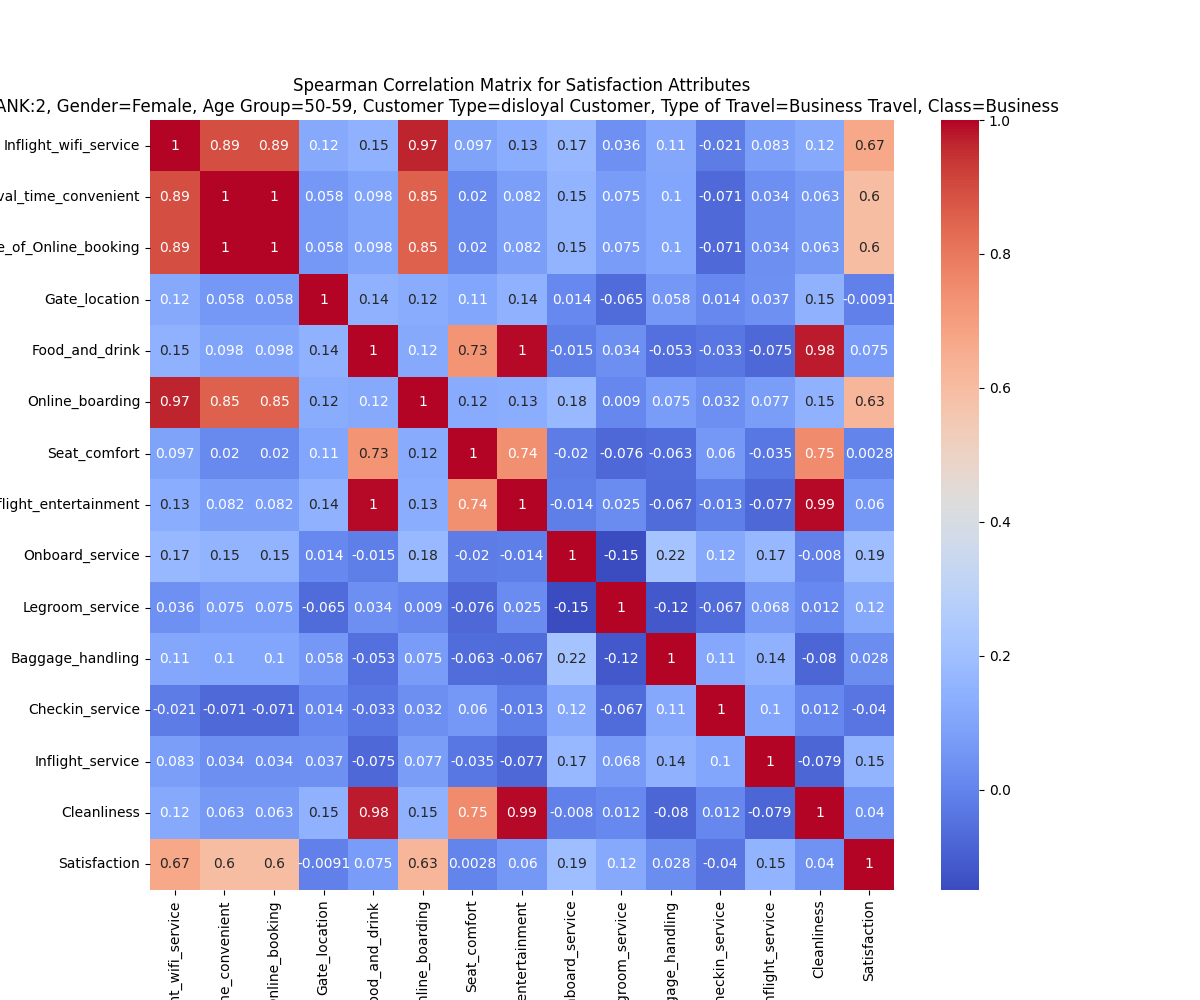 Spearman Correlation Matrix for Satisfaction Attributes
ANK:2, Gender=Female, Age Group=50-59, Customer Type=disloyal Customer, Type of Travel=Business Travel, Class=Business
Inflight_wifi_service 1 0.89 0.89 0.12 0.15 0.97 0.097 0.13 0.17 0.036 0.11 -0.021 0.083 0.12 0.67
val_time_convenient 0.89 1 1 0.058 0.098 0.85 0.02 0.082 0.15 0.075 0.1 -0.071 0.034 0.063 0.6
e_of_Online_booking 0.89 1 1 0.058 0.098 0.85 0.02 0.082 0.15 0.075 0.1 -0.071 0.034 0.063 0.6
Gate_location 0.12 0.058 0.058 1 0.14 0.12 0.11 0.14 0.014 -0.065 0.058 0.014 0.037 0.15 -0.0091
Food_and_drink 0.15 0.098 0.098 0.14 1 0.12 0.73 1 -0.015 0.034 -0.053 -0.033 -0.075 0.98 0.075
Online_boarding 0.97 0.85 0.85 0.12 0.12 1 0.12 0.13 0.18 0.009 0.075 0.032 0.077 0.15 0.63
Seat_comfort 0.097 0.02 0.02 0.11 0.73 0.12 1 0.74 -0.02 -0.076 -0.063 0.06 -0.035 0.75 0.0028
flight_entertainment 0.13 0.082 0.082 0.14 1 0.13 0.74 1 -0.014 0.025 -0.067 -0.013 -0.077 0.99 0.06
Onboard_service 0.17 0.15 0.15 0.014 -0.015 0.18 -0.02 -0.014 1 -0.15 0.22 0.12 0.17 -0.008 0.19
Legroom_service 0.036 0.075 0.075 -0.065 0.034 0.009 -0.076 0.025 -0.15 1 -0.12 -0.067 0.068 0.012 0.12
Baggage_handling 0.11 0.1 0.1 0.058 -0.053 0.075 -0.063 -0.067 0.22 -0.12 1 0.11 0.14 -0.08 0.028
Checkin_service -0.021 -0.071 -0.071 0.014 -0.033 0.032 0.06 -0.013 0.12 -0.067 0.11 1 0.1 0.012 -0.04
Inflight_service 0.083 0.034 0.034 0.037 -0.075 0.077 -0.035 -0.077 0.17 0.068 0.14 0.1 1 -0.079 0.15
Cleanliness 0.12 0.063 0.063 0.15 0.98 0.15 0.75 0.99 -0.008 0.012 -0.08 0.012 -0.079 1 0.04
Satisfaction 0.67 0.6 0.6 -0.0091 0.075 0.63 0.0028 0.06 0.19 0.12 0.028 -0.04 0.15 0.04 1
ht_wifi_service
ne_convenient
nline_booking
Gate_location
ood_and_drink
nline_boarding
Seat_comfort
entertainment
nboard_service
groom_service
gage_handling
heckin_service
nflight_service
Cleanliness
Satisfaction
1.0
0.8
0.6
0.4
0.2
0.0